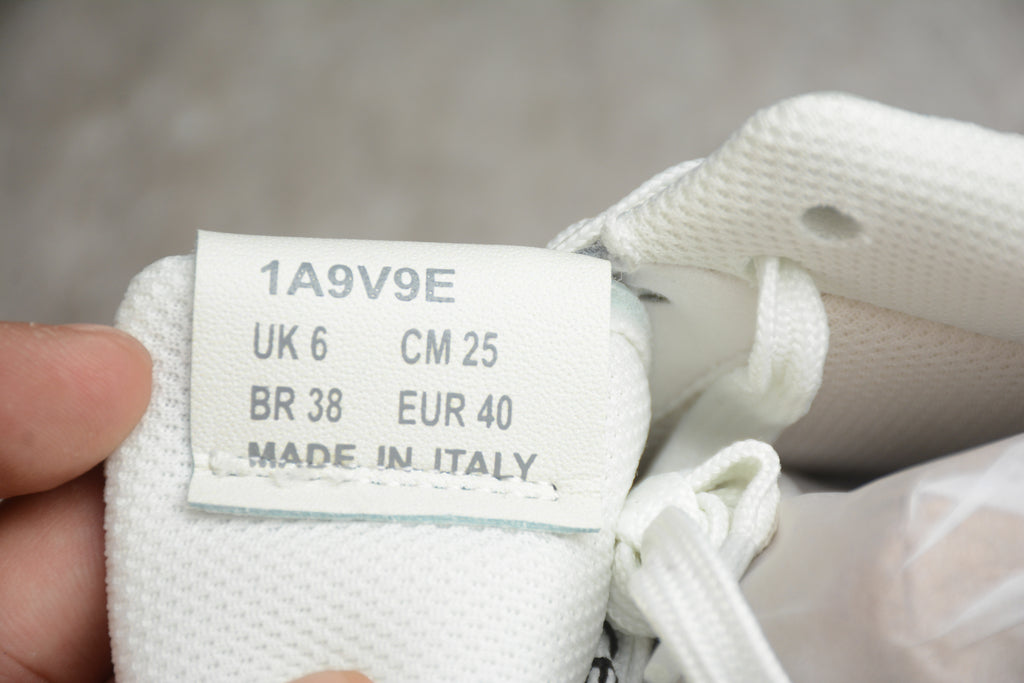 1A9V9E
UK 6 CM 25
BR 38 EUR 40
MADE IN ITALY